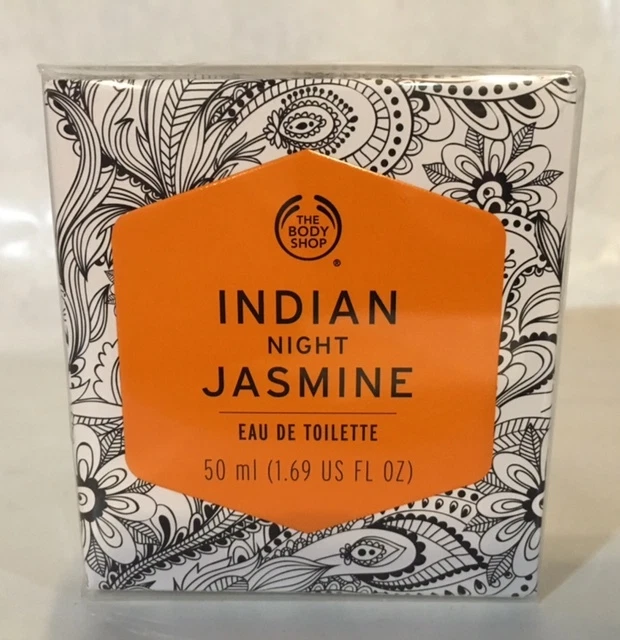 THE
BODY
SHOP
®
INDIAN
NIGHT
JASMINE
EAU DE TOILETTE
50 ml (1.69 US FL OZ)